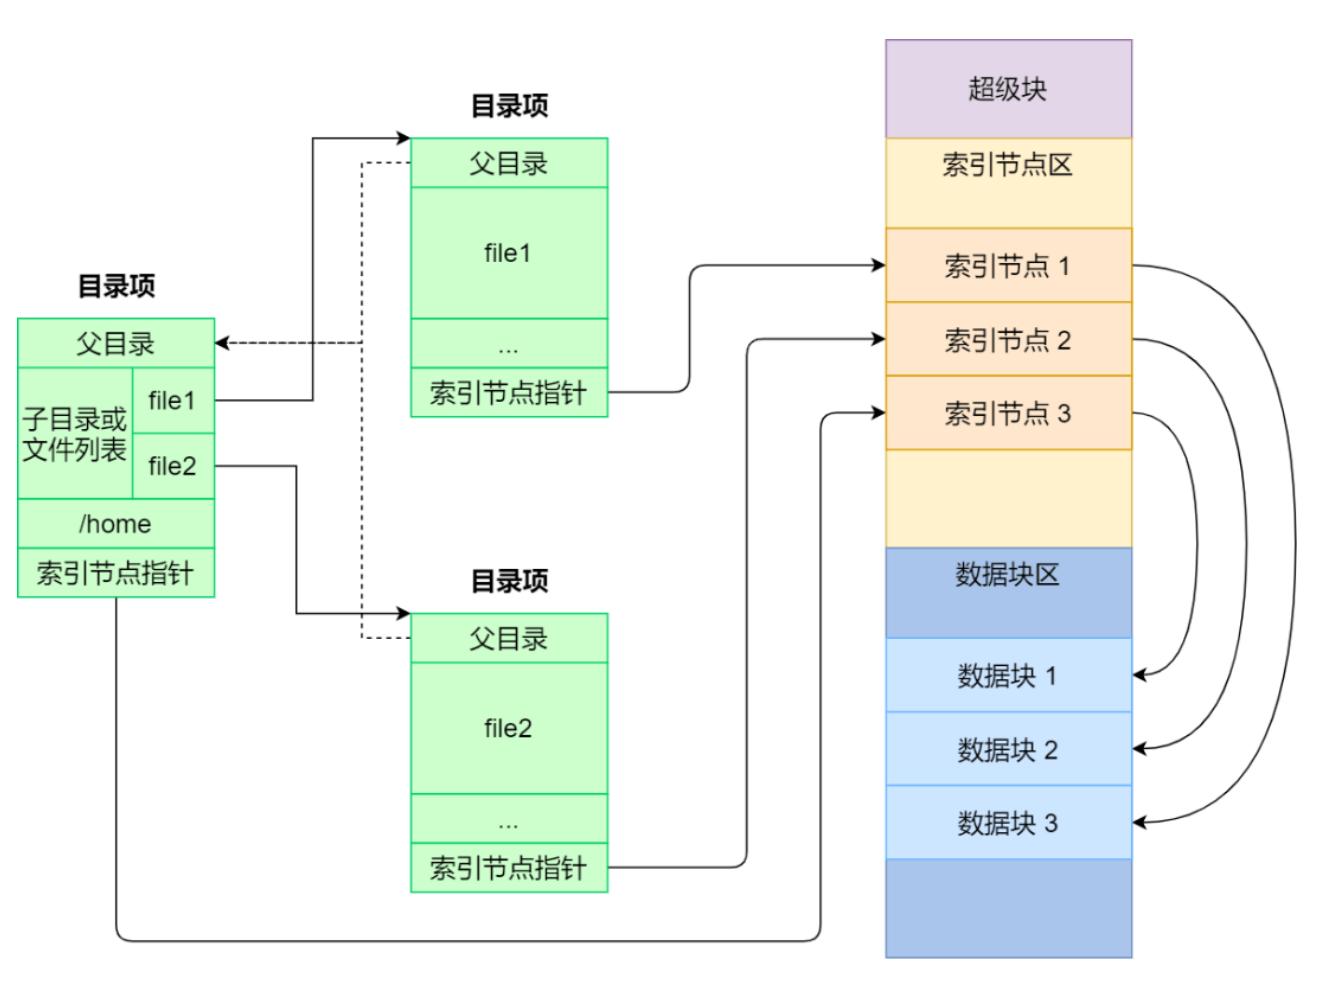 目录项
父目录
子目录或
文件列表
file1
file2
/home
索引节点指针
目录项
父目录
file1
...
索引节点指针
目录项
父目录
file2
...
索引节点指针
超级块
索引节点区
索引节点 1
索引节点 2
索引节点 3
数据块区
数据块 1
数据块 2
数据块 3